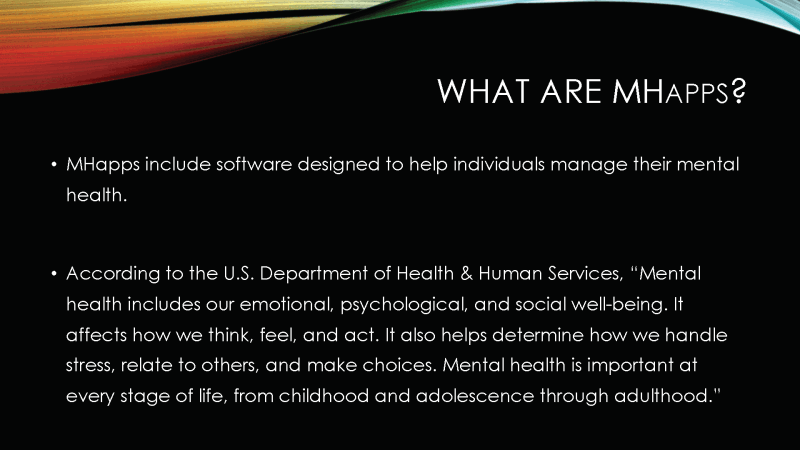 WHAT ARE MHAPPS?
• MHapps include software designed to help individuals manage their mental
health.
• According to the U.S. Department of Health & Human Services, “Mental
health includes our emotional, psychological, and social well-being. It
affects how we think, feel, and act. It also helps determine how we handle
stress, relate to others, and make choices. Mental health is important at
every stage of life, from childhood and adolescence through adulthood.”